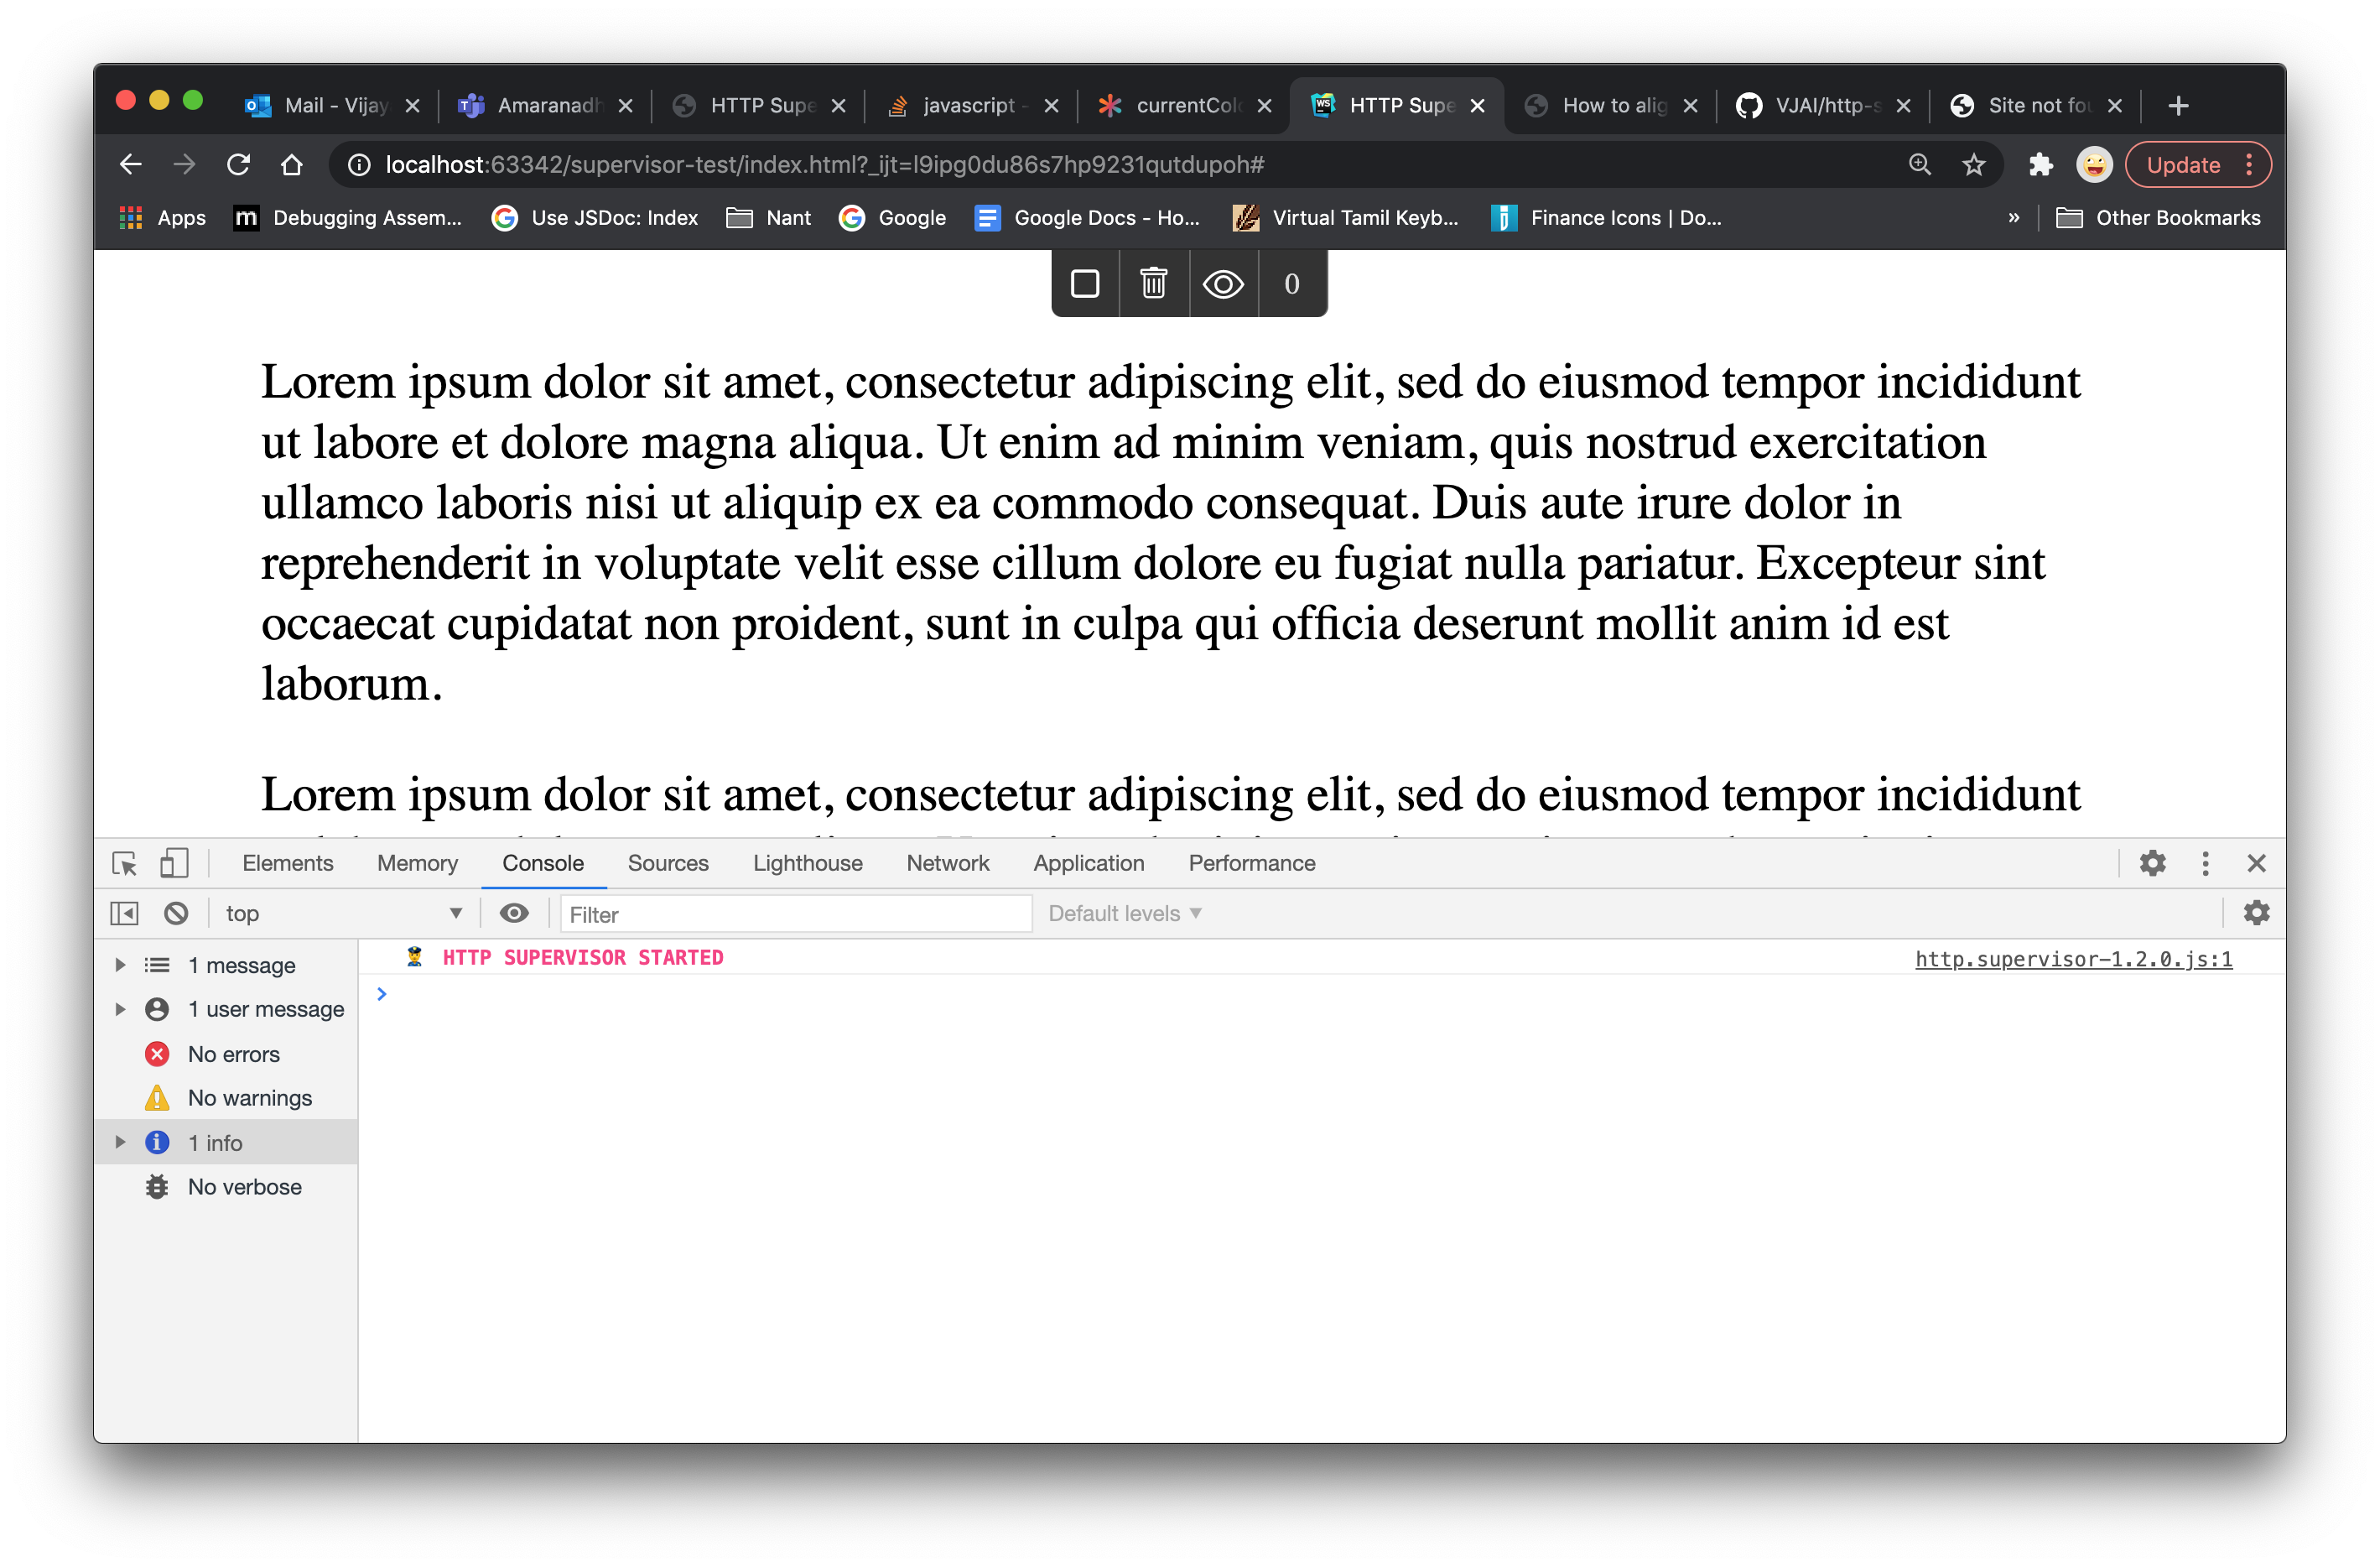 Mail - Vijay
Amaranadh
HTTP Supe
javascript -
currentColo
HTTP Supe
How to alig
VJAI/http-s
Site not fou
localhost:63342/supervisor-test/index.html?_ijt=l9ipg0du86s7hp9231qutdupoh#
Update
Apps
Debugging Assem...
Use JSDoc: Index
Nant
Google
Google Docs - Ho...
Virtual Tamil Keyb...
Finance Icons | Do...
»
Other Bookmarks
0
Lorem ipsum dolor sit amet, consectetur adipiscing elit, sed do eiusmod tempor incididunt
ut labore et dolore magna aliqua. Ut enim ad minim veniam, quis nostrud exercitation
ullamco laboris nisi ut aliquip ex ea commodo consequat. Duis aute irure dolor in
reprehenderit in voluptate velit esse cillum dolore eu fugiat nulla pariatur. Excepteur sint
occaecat cupidatat non proident, sunt in culpa qui officia deserunt mollit anim id est
laborum.
Lorem ipsum dolor sit amet, consectetur adipiscing elit, sed do eiusmod tempor incididunt
Elements
Memory
Console
Sources
Lighthouse
Network
Application
Performance
top
Filter
Default levels
1 message
1 user message
No errors
No warnings
1 info
No verbose
HTTP SUPERVISOR STARTED
http.supervisor-1.2.0.js:1